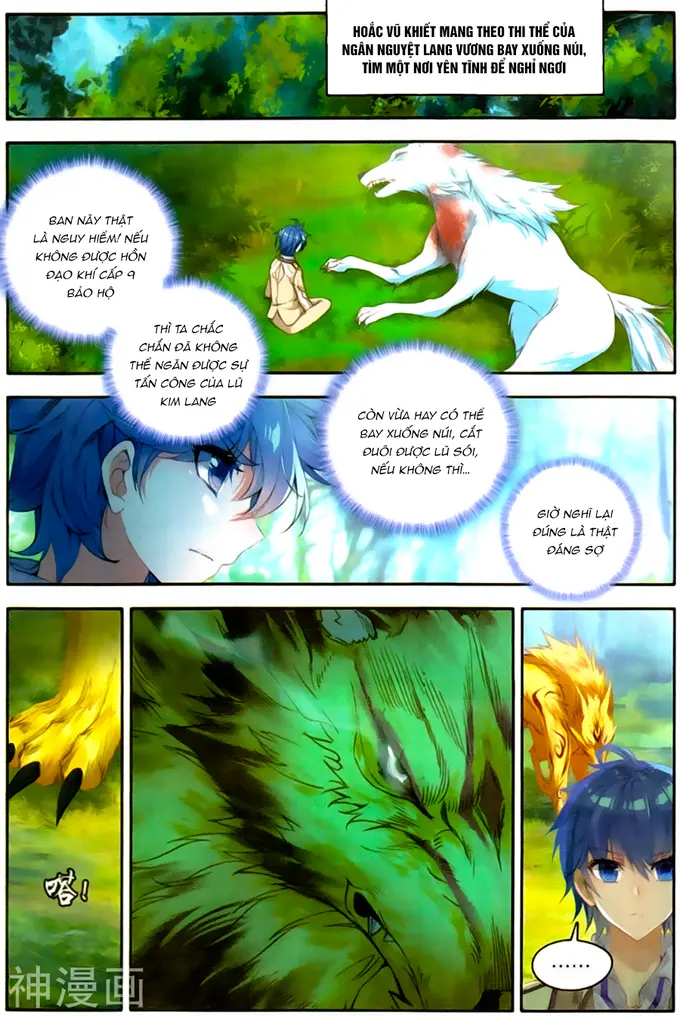 HOẮC VŨ KHIẾT MANG THEO THI THỂ CỦA
NGÂN NGUYỆT LANG VƯƠNG BAY XUỐNG NÚI,
TÌM MỘT NƠI YÊN TĨNH ĐỂ NGHỈ NGƠI
BAN NÃY THẬT
LÀ NGUY HIỂM! NẾU
KHÔNG ĐƯỢC HỒN
ĐẠO KHÍ CẤP 9
BẢO HỘ
THÌ TA CHẮC
CHẮN ĐÃ KHÔNG
THỂ NGĂN ĐƯỢC SỰ
TẤN CÔNG CỦA LŨ
KIM LANG
CÒN VỪA HAY CÓ THỂ
BAY XUỐNG NÚI, CẮT
ĐUÔI ĐƯỢC LŨ SÓI,
NẾU KHÔNG THÌ...
GIỜ NGHĨ LẠI
ĐÚNG LÀ THẬT
ĐÁNG SỢ
嗒!
......
神漫画